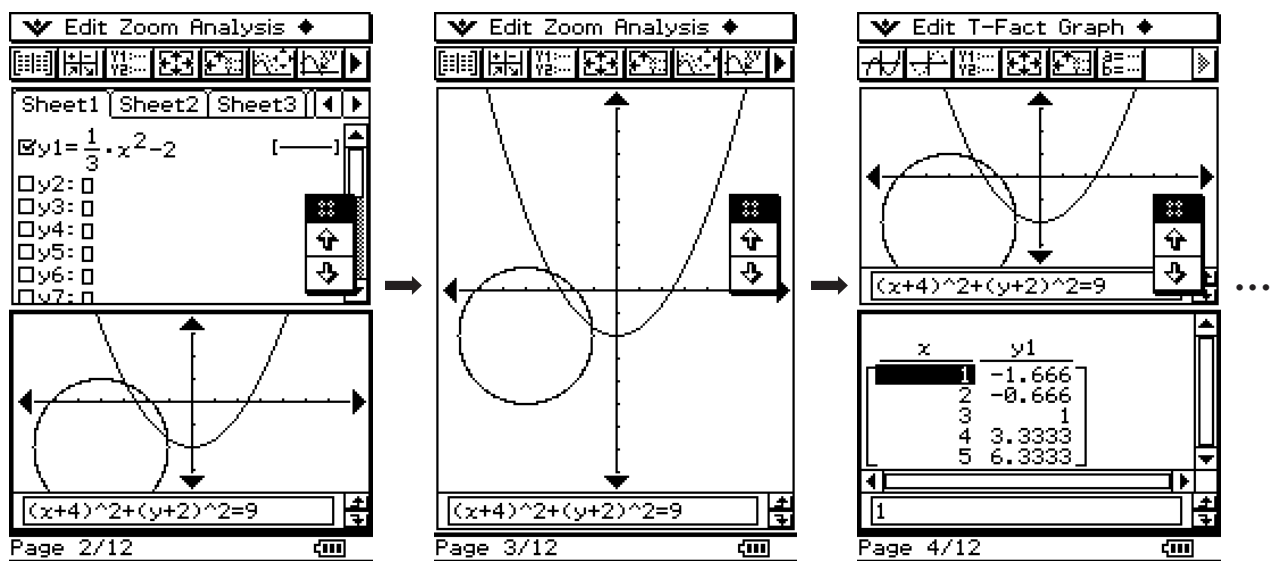 Edit Zoom Analysis ◆
Sheet1 Sheet2 Sheet3
y1=1/3·x²-2 [—]
y2:
y3:
y4:
y5:
y6:
y7:
(x+4)^2+(y+2)^2=9
Page 2/12
Edit Zoom Analysis ◆
(x+4)^2+(y+2)^2=9
Page 3/12
Edit T-Fact Graph ◆
(x+4)^2+(y+2)^2=9
x y1
1 -1.666
2 -0.666
3 1
4 3.3333
5 6.3333
1
Page 4/12
...